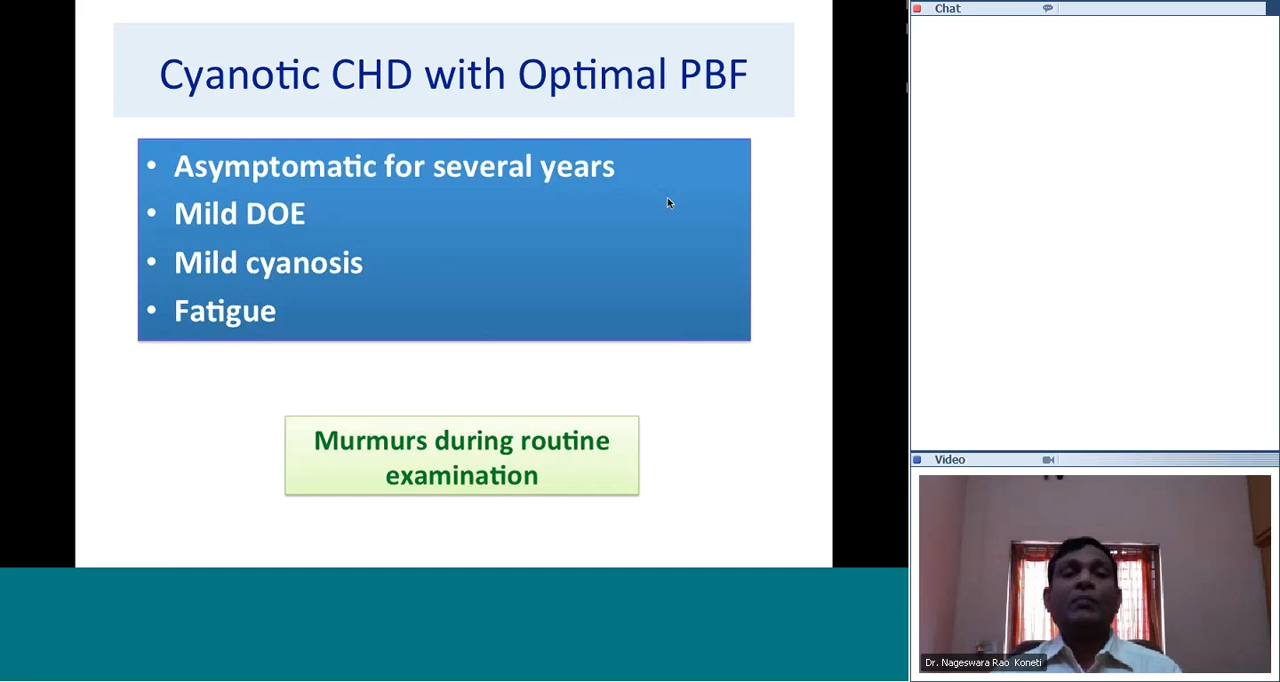 Cyanotic CHD with Optimal PBF
• Asymptomatic for several years
• Mild DOE
• Mild cyanosis
• Fatigue
Murmurs during routine
examination
Chat
Video
Dr. Nageswara Rao Koneti